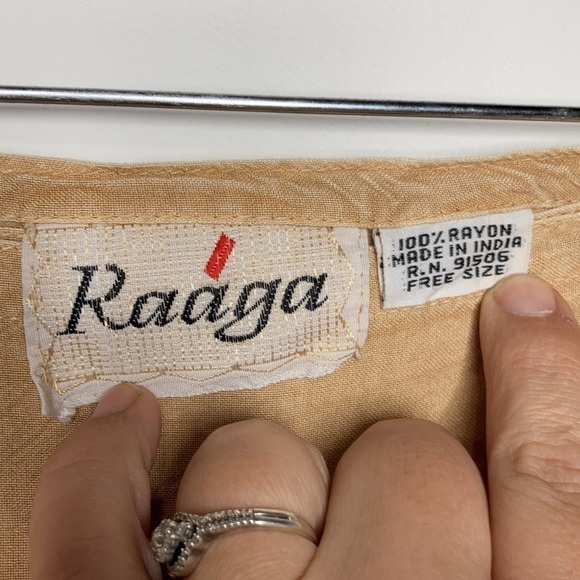 Raaga
100% RAYON
MADE IN INDIA
R.N. 91506
FREE SIZE